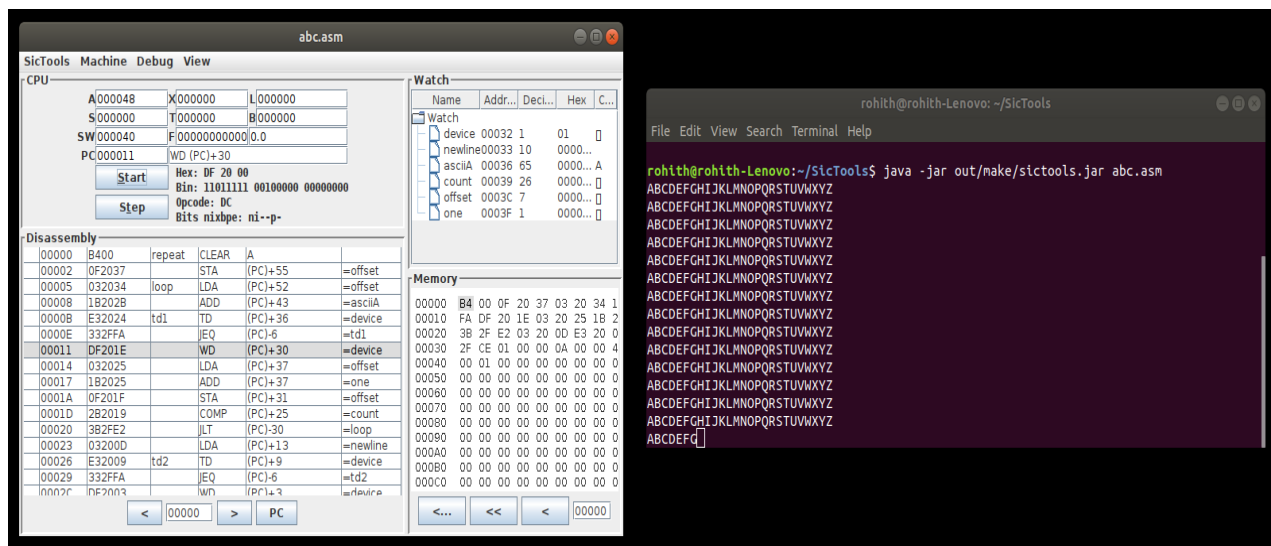 abc.asm
SicTools Machine Debug View
CPU
A 000048 X 000000 L 000000
S 000000 T 000000 B 000000
SW 000040 F 00000000000 0.0
PC 000011 WD (PC)+30
Start Hex: DF 20 00
Bin: 11011111 00100000 00000000
Step Opcode: DC
Bits nixbpe: ni--p-
Disassembly
00000 B400 repeat CLEAR A
00002 0F2037 STA (PC)+55 =offset
00005 032034 loop LDA (PC)+52 =offset
00008 1B202B ADD (PC)+43 =asciiA
0000B E32024 td1 TD (PC)+36 =device
0000E 332FFA JEQ (PC)-6 =td1
00011 DF201E WD (PC)+30 =device
00014 032025 LDA (PC)+37 =offset
00017 1B2025 ADD (PC)+37 =one
0001A 0F201F STA (PC)+31 =offset
0001D 2B2019 COMP (PC)+25 =count
00020 3B2FE2 JLT (PC)-30 =loop
00023 03200D LDA (PC)+13 =newline
00026 E32009 td2 TD (PC)+9 =device
00029 332FFA JEQ (PC)-6 =td2
0002C DF2003 WD (PC)+3 =device
< 00000 > PC
Watch
Name Addr... Deci... Hex C...
Watch
device 00032 1 01
newline 00033 10 0000...
asciiA 00036 65 0000... A
count 00039 26 0000...
offset 0003C 7 0000...
one 0003F 1 0000...
Memory
00000 B4 00 0F 20 37 03 20 34 1
00010 FA DF 20 1E 03 20 25 1B 2
00020 3B 2F E2 03 20 0D E3 20 0
00030 2F CE 01 00 00 0A 00 00 4
00040 00 01 00 00 00 00 00 00 0
00050 00 00 00 00 00 00 00 00 0
00060 00 00 00 00 00 00 00 00 0
00070 00 00 00 00 00 00 00 00 0
00080 00 00 00 00 00 00 00 00 0
00090 00 00 00 00 00 00 00 00 0
000A0 00 00 00 00 00 00 00 00 0
000B0 00 00 00 00 00 00 00 00 0
000C0 00 00 00 00 00 00 00 00 0
<... << < 00000
rohith@rohith-Lenovo: ~/SicTools
File Edit View Search Terminal Help
rohith@rohith-Lenovo:~/SicTools$ java -jar out/make/sictools.jar abc.asm
ABCDEFGHIJKLMNOPQRSTUVWXYZ
ABCDEFGHIJKLMNOPQRSTUVWXYZ
ABCDEFGHIJKLMNOPQRSTUVWXYZ
ABCDEFGHIJKLMNOPQRSTUVWXYZ
ABCDEFGHIJKLMNOPQRSTUVWXYZ
ABCDEFGHIJKLMNOPQRSTUVWXYZ
ABCDEFGHIJKLMNOPQRSTUVWXYZ
ABCDEFGHIJKLMNOPQRSTUVWXYZ
ABCDEFGHIJKLMNOPQRSTUVWXYZ
ABCDEFGHIJKLMNOPQRSTUVWXYZ
ABCDEFGHIJKLMNOPQRSTUVWXYZ
ABCDEFGHIJKLMNOPQRSTUVWXYZ
ABCDEFGHIJKLMNOPQRSTUVWXYZ
ABCDEFGHIJKLMNOPQRSTUVWXYZ
ABCDEFG